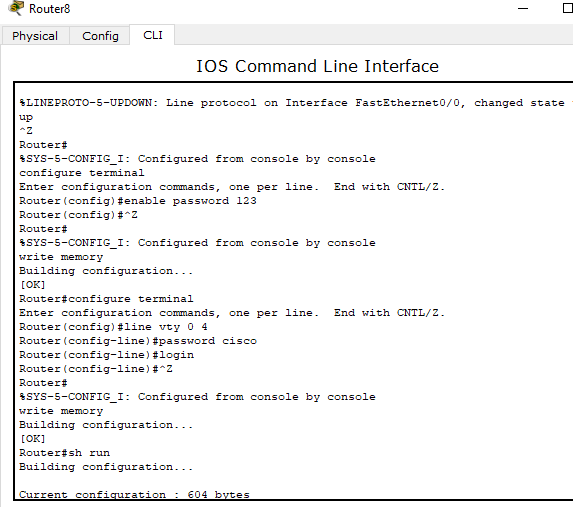 Router8
Physical Config CLI
IOS Command Line Interface
%LINEPROTO-5-UPDOWN: Line protocol on Interface FastEthernet0/0, changed state
up
^Z
Router#
%SYS-5-CONFIG_I: Configured from console by console
configure terminal
Enter configuration commands, one per line.  End with CNTL/Z.
Router(config)#enable password 123
Router(config)#^Z
Router#
%SYS-5-CONFIG_I: Configured from console by console
write memory
Building configuration...
[OK]
Router#configure terminal
Enter configuration commands, one per line.  End with CNTL/Z.
Router(config)#line vty 0 4
Router(config-line)#password cisco
Router(config-line)#login
Router(config-line)#^Z
Router#
%SYS-5-CONFIG_I: Configured from console by console
write memory
Building configuration...
[OK]
Router#sh run
Building configuration...
Current configuration : 604 bytes